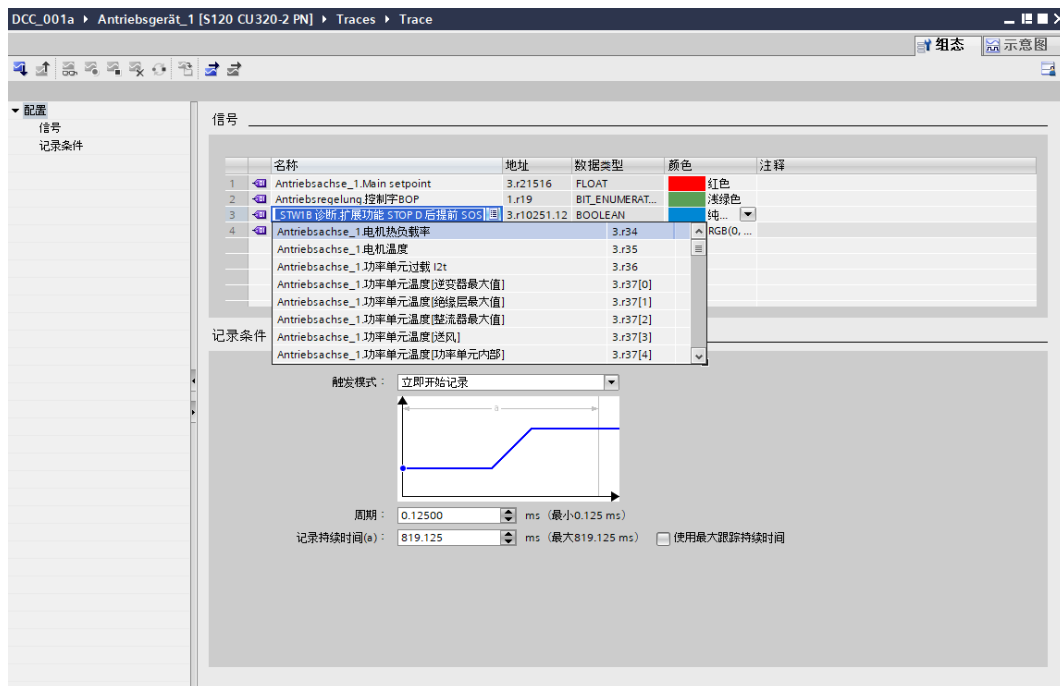 DCC_001a ▸ Antriebsgerät_1 [S120 CU320-2 PN] ▸ Traces ▸ Trace
组态 示意图
配置
信号
记录条件
信号
名称 地址 数据类型 颜色 注释
1 Antriebsachse_1.Main setpoint 3.r21516 FLOAT 红色
2 Antriebsregelung.控制字BOP 1.r19 BIT_ENUMERAT... 浅绿色
3 _STW1B 诊断.扩展功能 STOP D 后提前 SOS 3.r10251.12 BOOLEAN 纯...
4 Antriebsachse_1.电机热负载率 3.r34 RGB(0, ...
Antriebsachse_1.电机温度 3.r35
Antriebsachse_1.功率单元过载 I2t 3.r36
Antriebsachse_1.功率单元温度[逆变器最大值] 3.r37[0]
Antriebsachse_1.功率单元温度[绝缘层最大值] 3.r37[1]
Antriebsachse_1.功率单元温度[整流器最大值] 3.r37[2]
Antriebsachse_1.功率单元温度[送风] 3.r37[3]
Antriebsachse_1.功率单元温度[功率单元内部] 3.r37[4]
记录条件
触发模式： 立即开始记录
a
周期： 0.12500 ms（最小0.125 ms）
记录持续时间(a)： 819.125 ms（最大819.125 ms） 使用最大跟踪持续时间